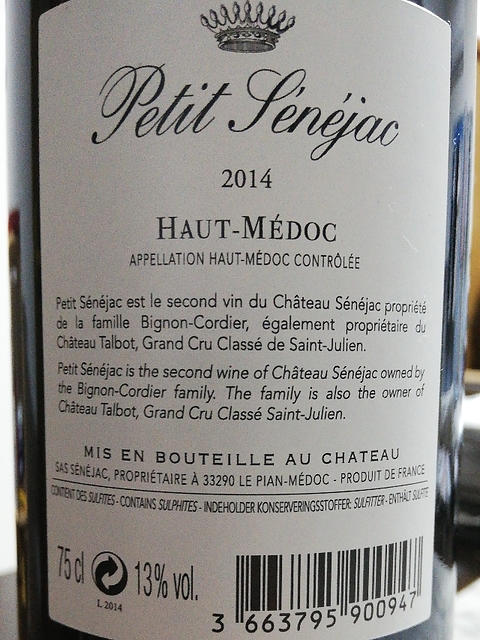 Petit Sénéjac
2014
HAUT-MÉDOC
APPELLATION HAUT-MÉDOC CONTRÔLÉE
Petit Sénéjac est le second vin du Château Sénéjac propriété
de la famille Bignon-Cordier, également propriétaire du
Château Talbot, Grand Cru Classé de Saint-Julien.
Petit Sénéjac is the second wine of Château Sénéjac owned by
the Bignon-Cordier family. The family is also the owner of
Château Talbot, Grand Cru Classé Saint-Julien.
MIS EN BOUTEILLE AU CHATEAU
SAS SÉNÉJAC, PROPRIÉTAIRE À 33290 LE PIAN-MÉDOC - PRODUIT DE FRANCE
CONTIENT DES SULFITES - CONTAINS SULPHITES - INDEHOLDER KONSERVERINGSSTOFFER: SULFITTER - ENTHÄLT SULFITE
75 cl 13% vol.
L 2014
3 663795 900947